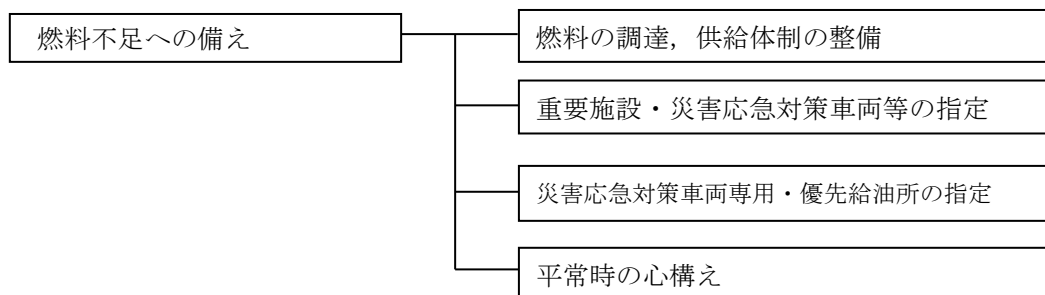 燃料不足への備え
燃料の調達,供給体制の整備
重要施設・災害応急対策車両等の指定
災害応急対策車両専用・優先給油所の指定
平常時の心構え